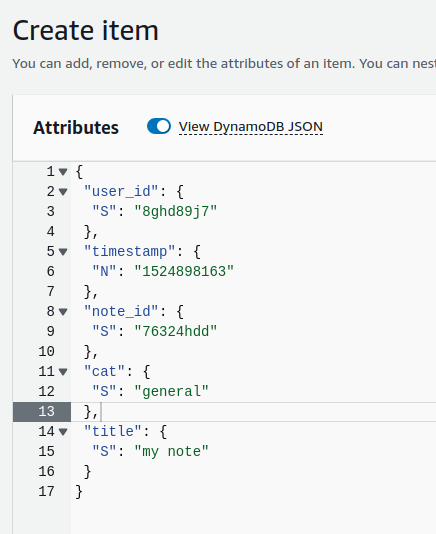 Create item
You can add, remove, or edit the attributes of an item. You can
Attributes View DynamoDB JSON
1 {
2 "user_id": {
3 "S": "8ghd89j7"
4 },
5 "timestamp": {
6 "N": "1524898163"
7 },
8 "note_id": {
9 "S": "76324hdd"
10 },
11 "cat": {
12 "S": "general"
13 },
14 "title": {
15 "S": "my note"
16 }
17 }